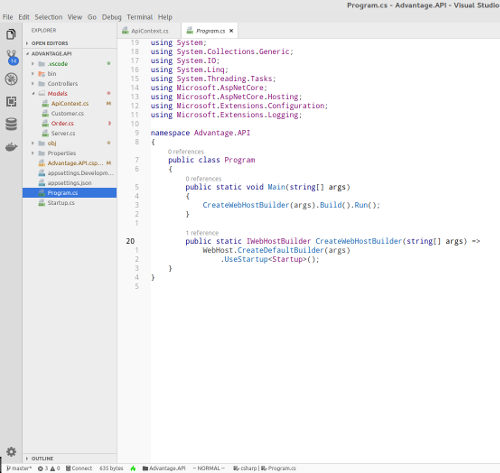 Program.cs - Advantage.API - Visual Studio
File Edit Selection View Go Debug Terminal Help
EXPLORER
OPEN EDITORS
ADVANTAGE.API
.vscode
bin
Controllers
Models
ApiContext.cs M
Customer.cs
Order.cs 3
Server.cs
obj
Properties
Advantage.API.csp... M
appsettings.Developm...
appsettings.json
Program.cs
Startup.cs
OUTLINE
ApiContext.cs Program.cs
19 using System;
18 using System.Collections.Generic;
17 using System.IO;
16 using System.Linq;
15 using System.Threading.Tasks;
14 using Microsoft.AspNetCore;
13 using Microsoft.AspNetCore.Hosting;
12 using Microsoft.Extensions.Configuration;
11 using Microsoft.Extensions.Logging;
10
9 namespace Advantage.API
8 {
0 references
7 public class Program
6 {
0 references
5 public static void Main(string[] args)
4 {
3 CreateWebHostBuilder(args).Build().Run();
2 }
1
1 reference
20 public static IWebHostBuilder CreateWebHostBuilder(string[] args) =>
1 WebHost.CreateDefaultBuilder(args)
2 .UseStartup<Startup>();
3 }
4 }
5
master* 3 0 Connect 635 bytes Advantage.API -- NORMAL -- csharp | Program.cs